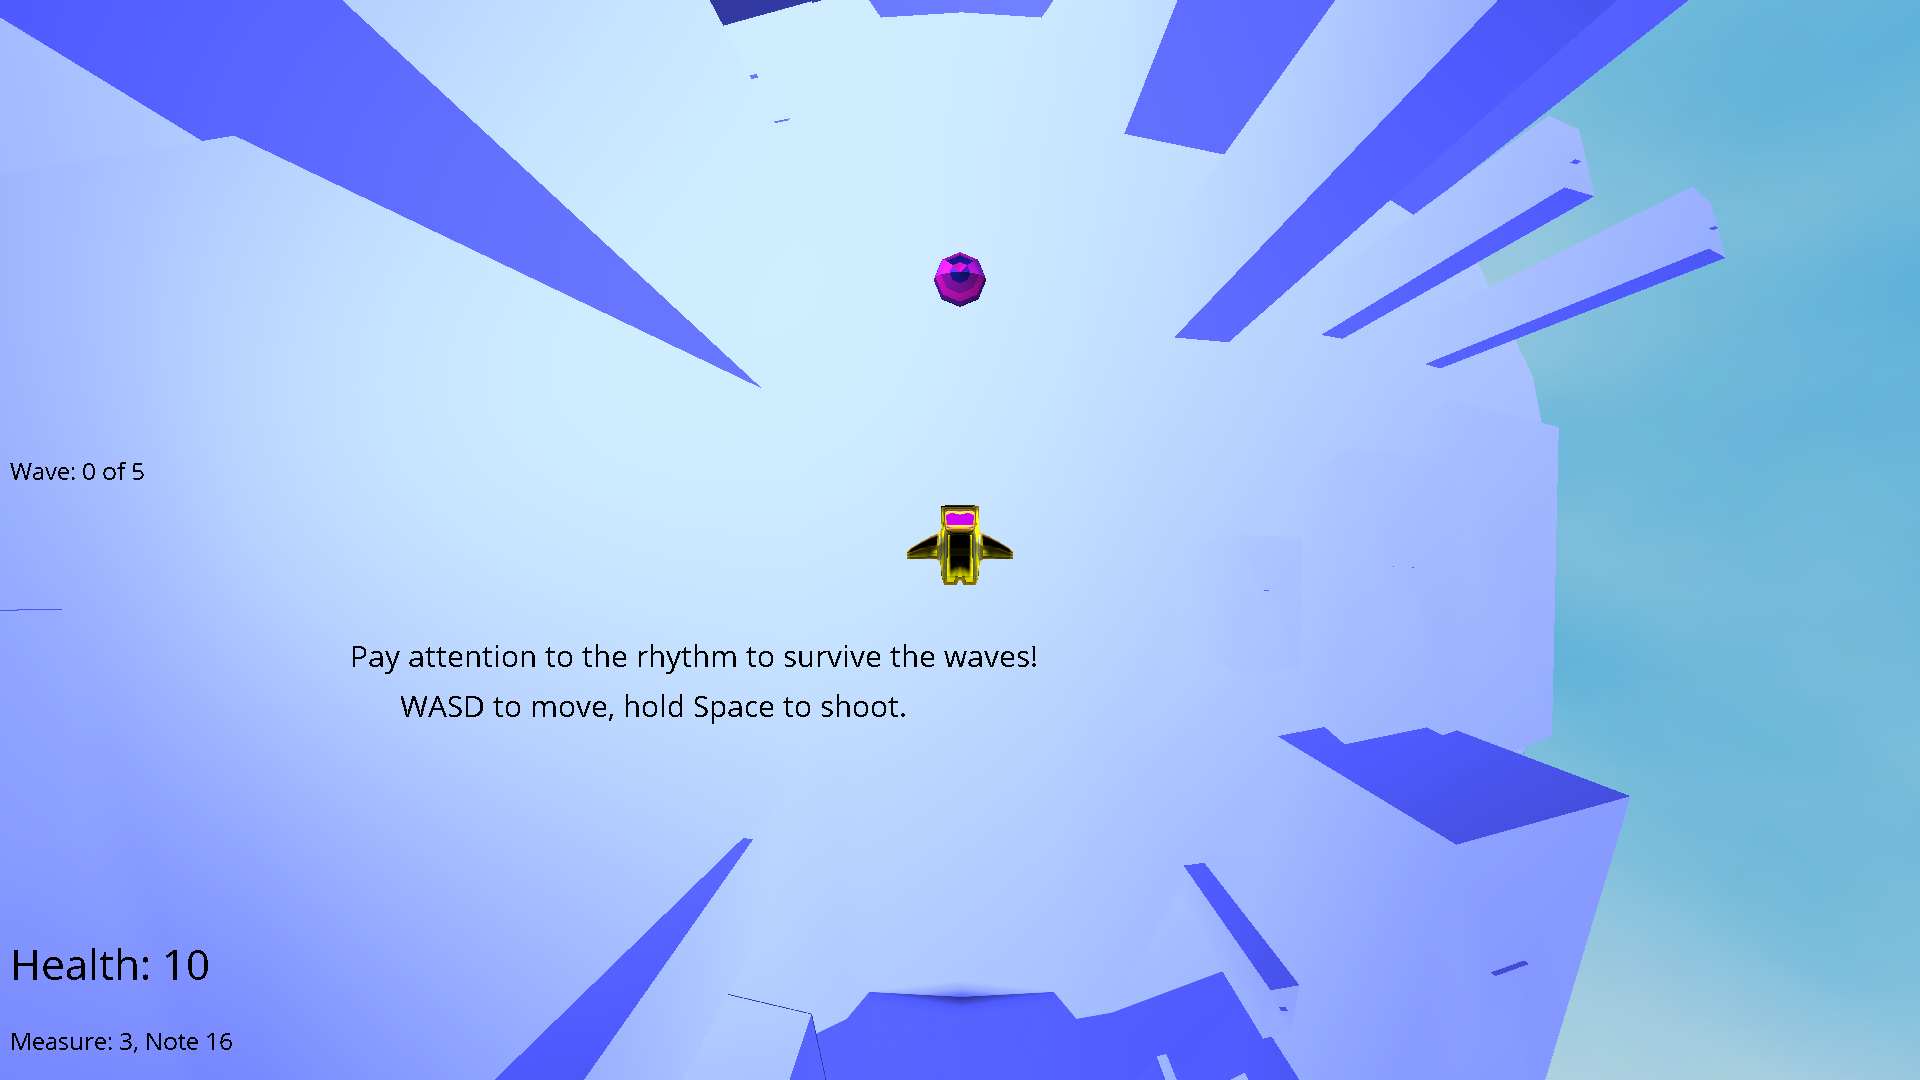 Wave: 0 of 5
Pay attention to the rhythm to survive the waves!
WASD to move, hold Space to shoot.
Health: 10
Measure: 3, Note 16